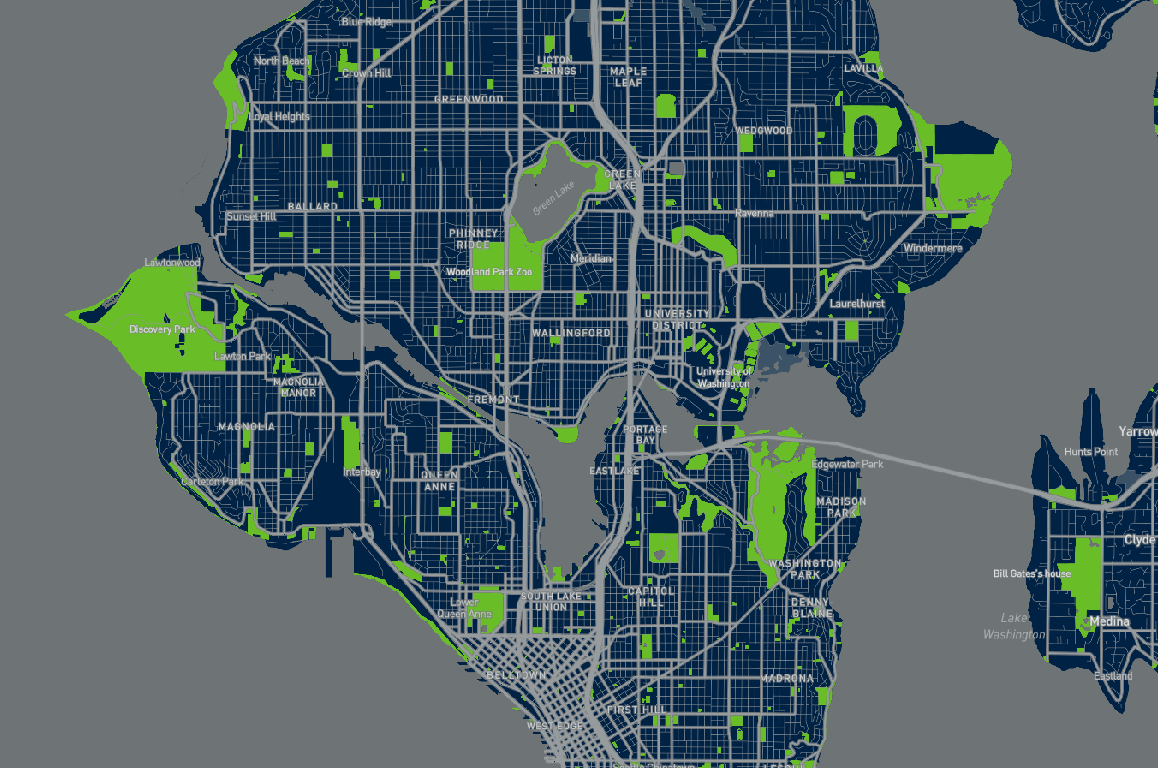 Blue Ridge
North Beach
Crown Hill
LICTON
SPRINGS
MAPLE
LEAF
LAVILLA
GREENWOOD
Loyal Heights
WEDGWOOD
GREEN
LAKE
Green Lake
BALLARD
Sunset Hill
Ravenna
PHINNEY
RIDGE
Windermere
Lawtonwood
Meridian
Woodland Park Zoo
Laurelhurst
UNIVERSITY
DISTRICT
Discovery Park
WALLINGFORD
Lawton Park
University of
Washington
MAGNOLIA
MANOR
FREMONT
MAGNOLIA
PORTAGE
BAY
Yarrow
Hunts Point
Edgewater Park
Interbay
EASTLAKE
QUEEN
ANNE
Carleton Park
MADISON
PARK
Clyde
WASHINGTON
PARK
Bill Gates's house
CAPITOL
HILL
SOUTH LAKE
UNION
Lower
Queen Anne
DENNY
BLAINE
Lake
Washington
Medina
BELLTOWN
MADRONA
Eastland
FIRST HILL
WEST EDGE